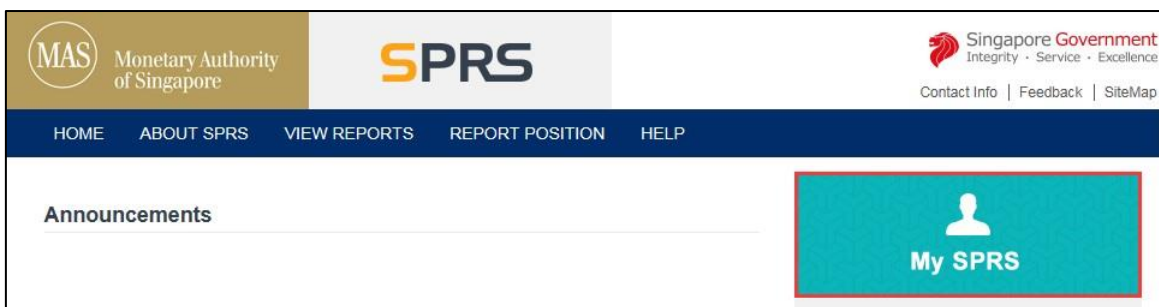 MAS
Monetary Authority
of Singapore
SPRS
Singapore Government
Integrity · Service · Excellence
Contact Info | Feedback | SiteMap
HOME ABOUT SPRS VIEW REPORTS REPORT POSITION HELP
Announcements
My SPRS